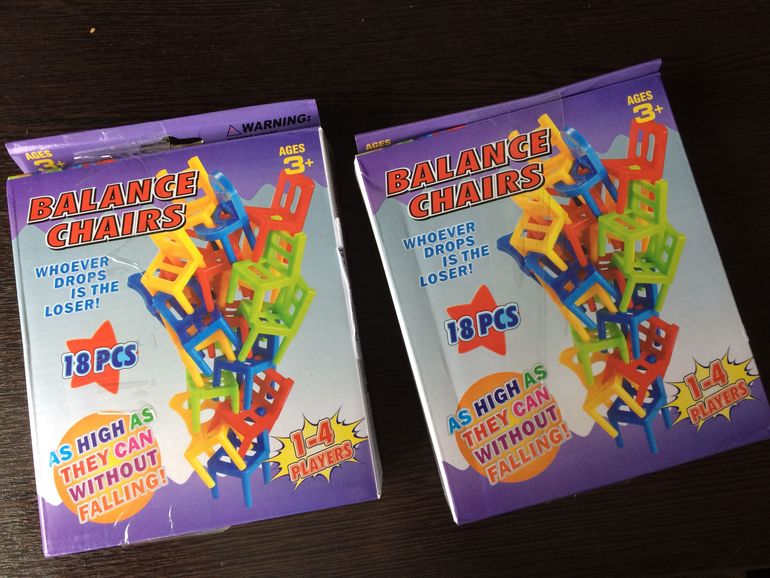 WARNING:
AGES
3+
AGES
3+
BALANCE
CHAIRS
WHOEVER
DROPS
IS THE
LOSER!
18 PCS
AS HIGH AS
THEY CAN
WITHOUT
FALLING!
1-4
PLAYERS
AGES
AGES
3+
BALANCE
CHAIRS
WHOEVER
DROPS
IS THE
LOSER!
18 PCS
AS HIGH AS
THEY CAN
WITHOUT
FALLING!
1-4
PLAYERS